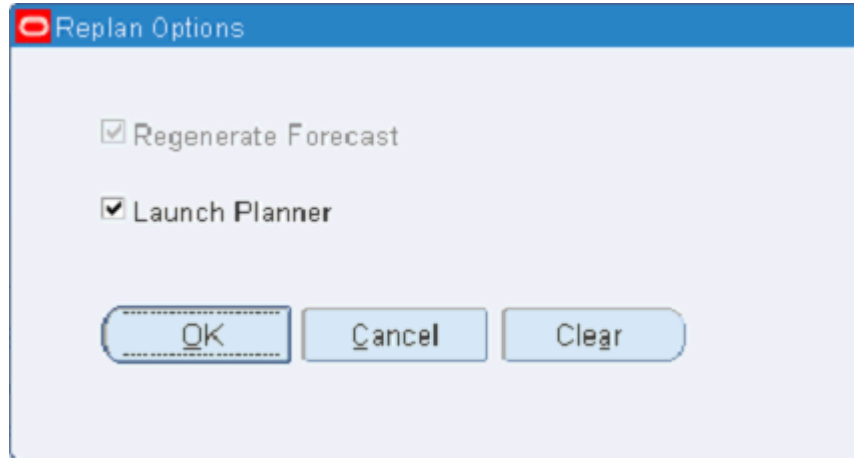 Replan Options
Regenerate Forecast
Launch Planner
OK Cancel Clear